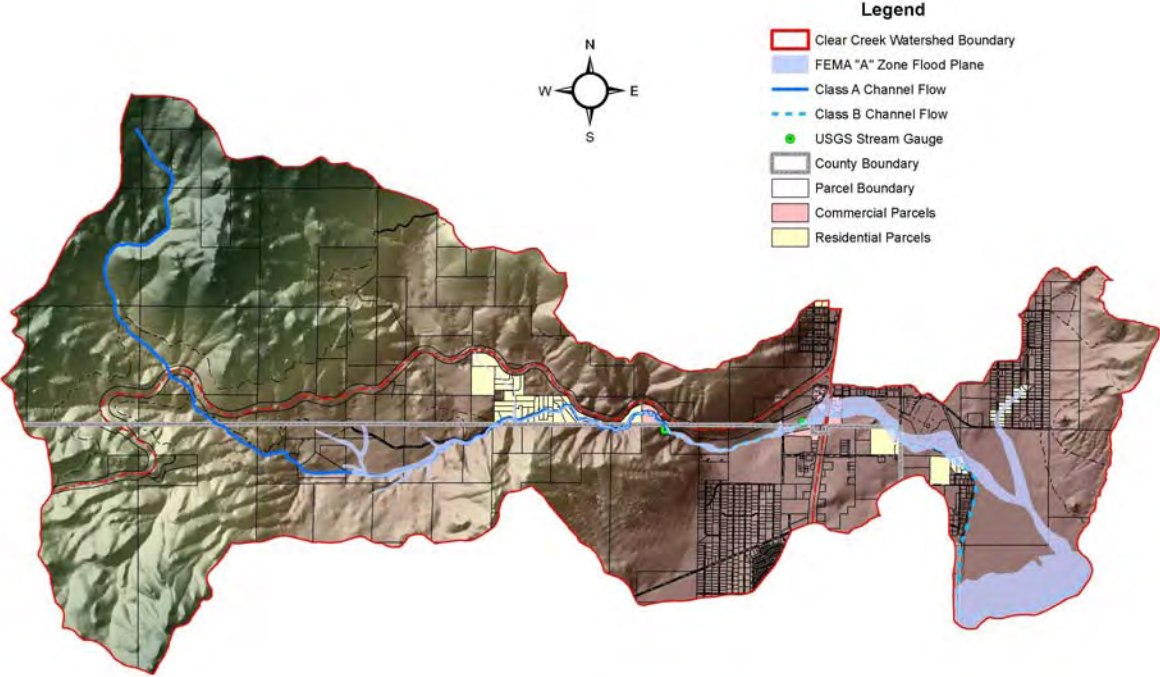 Legend
Clear Creek Watershed Boundary
FEMA "A" Zone Flood Plane
Class A Channel Flow
Class B Channel Flow
USGS Stream Gauge
County Boundary
Parcel Boundary
Commercial Parcels
Residential Parcels
N
W E
S